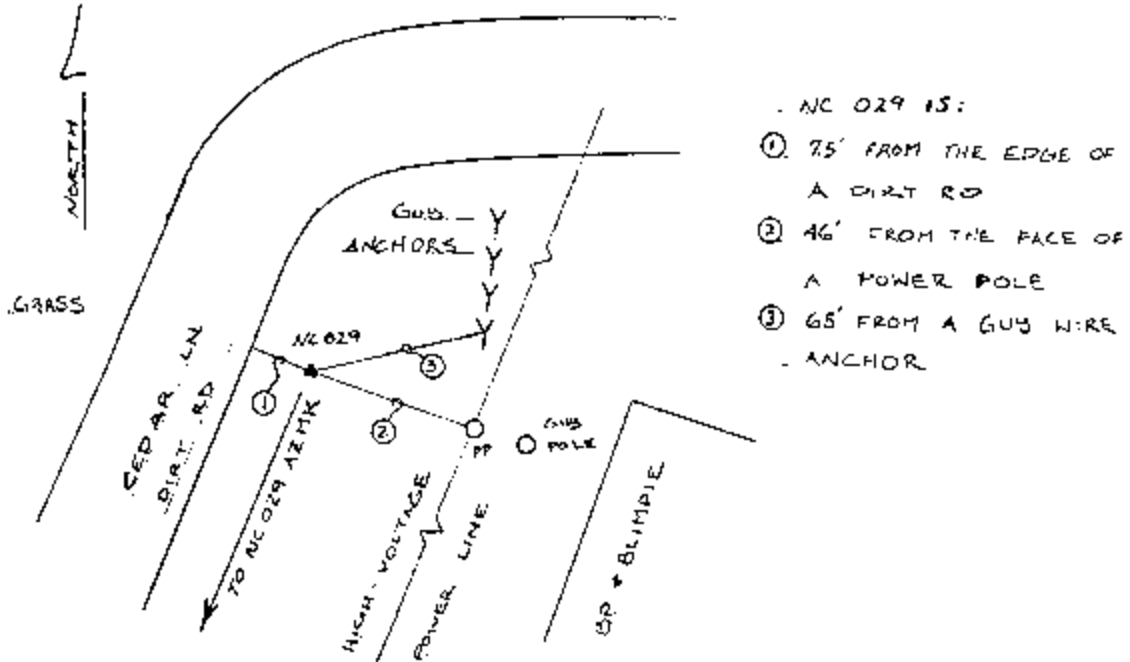 NORTH
GRASS
CEDAR LN
DIRT RD
GUY
ANCHORS
NC 029
1
2
3
TO NC 029 AZMK
PP
GUY
POLE
HIGH-VOLTAGE
POWER LINE
BP + BLIMPIE
NC 029 IS:
① 75' FROM THE EDGE OF
A DIRT RD
② 46' FROM THE FACE OF
A POWER POLE
③ 65' FROM A GUY WIRE
ANCHOR